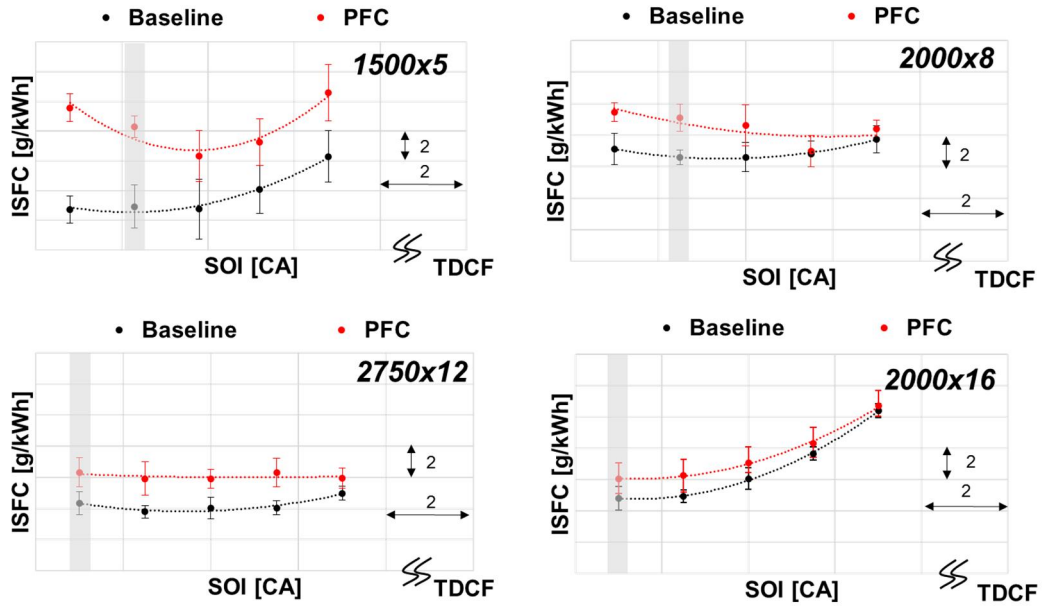 Baseline PFC
1500x5
ISFC [g/kWh]
2
2
SOI [CA]
TDCF
Baseline PFC
2000x8
ISFC [g/kWh]
2
2
SOI [CA]
TDCF
Baseline PFC
2750x12
ISFC [g/kWh]
2
2
SOI [CA]
TDCF
Baseline PFC
2000x16
ISFC [g/kWh]
2
2
SOI [CA]
TDCF